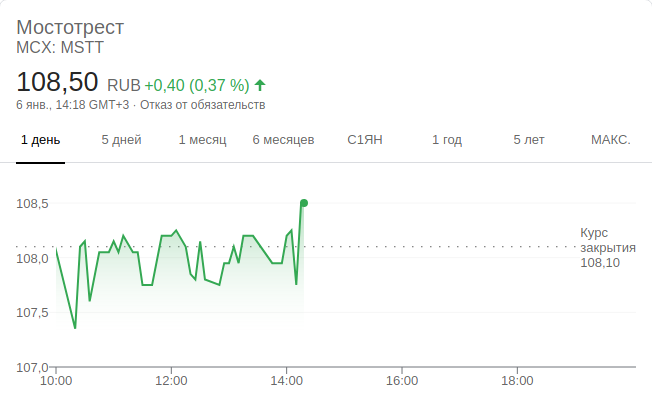 Мостотрест
MCX: MSTT
108,50 RUB +0,40 (0,37 %)
6 янв., 14:18 GMT+3 · Отказ от обязательств
1 день 5 дней 1 месяц 6 месяцев С1ЯН 1 год 5 лет МАКС.
108,5
Курс
закрытия
108,10
108,0
107,5
107,0
10:00 12:00 14:00 16:00 18:00